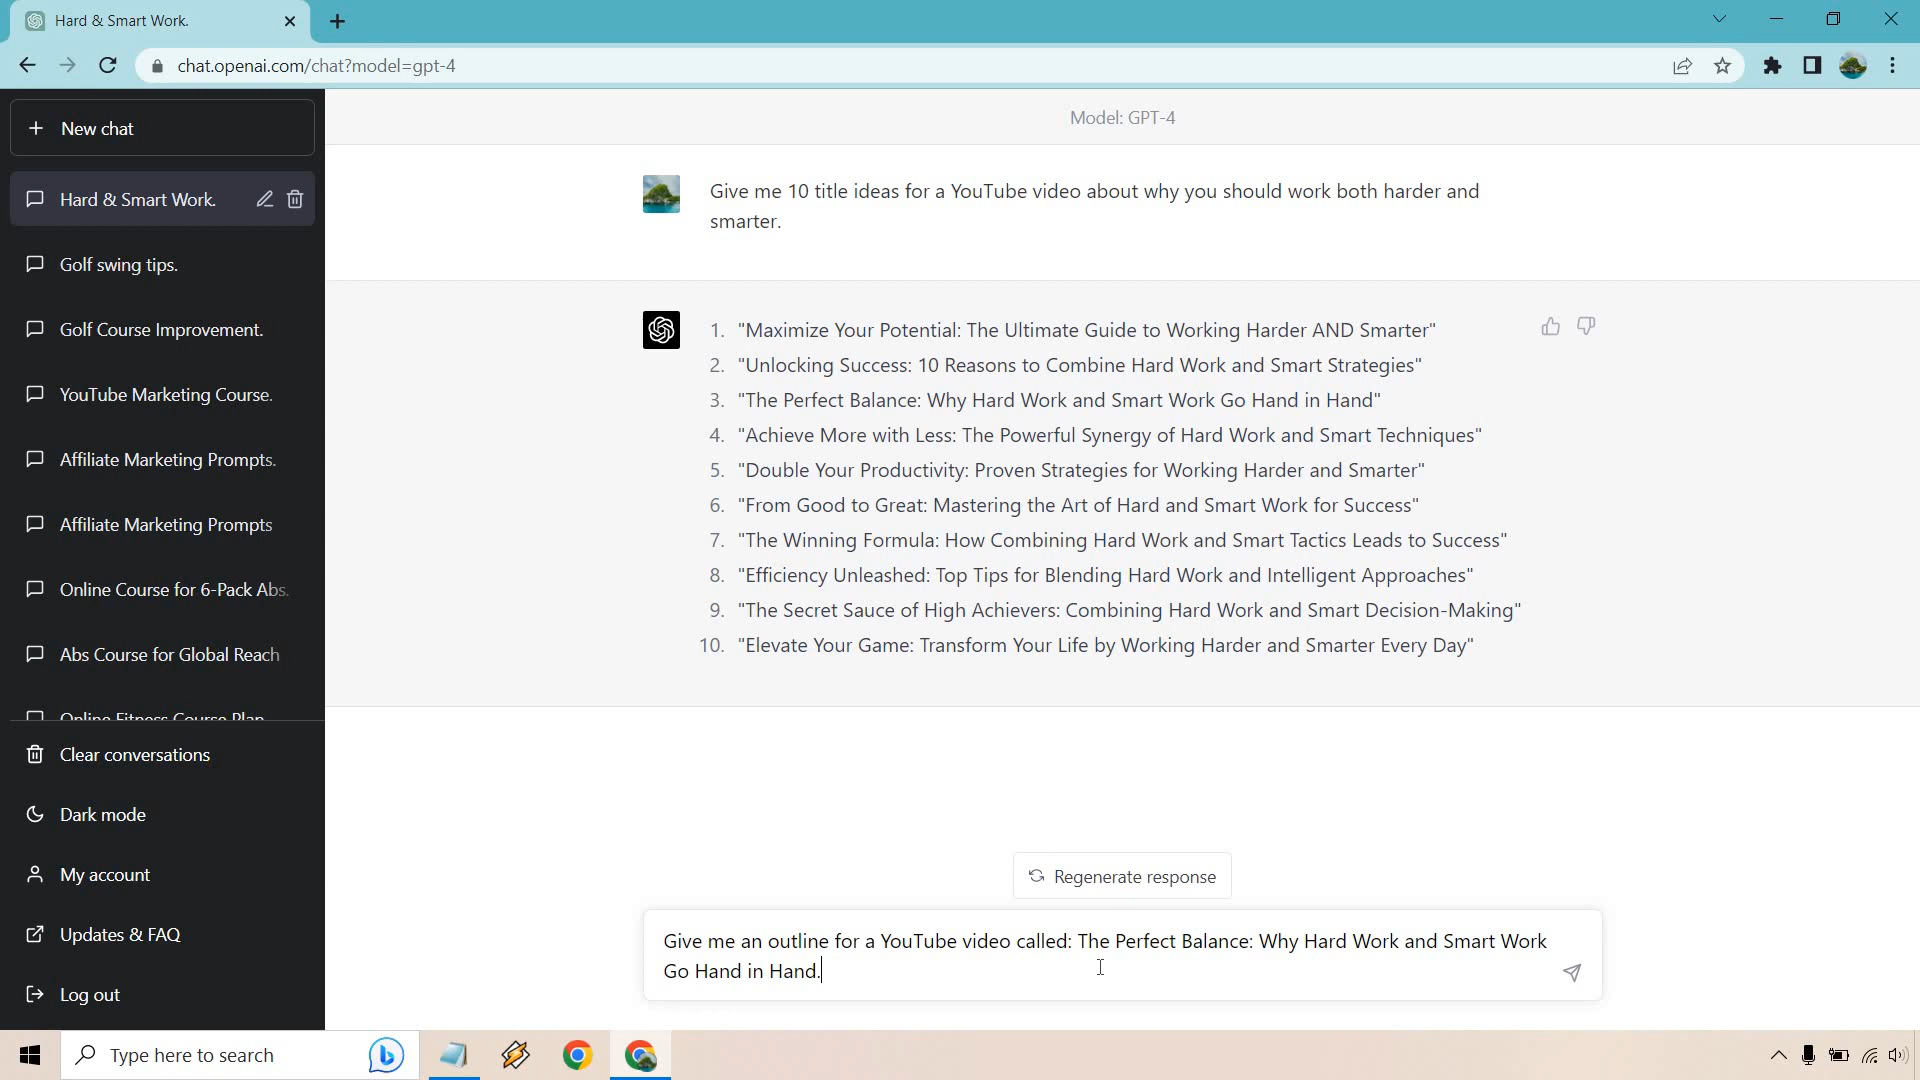 Hard & Smart Work.
chat.openai.com/chat?model=gpt-4
New chat
Hard & Smart Work.
Golf swing tips.
Golf Course Improvement.
YouTube Marketing Course.
Affiliate Marketing Prompts.
Affiliate Marketing Prompts
Online Course for 6-Pack Abs.
Abs Course for Global Reach
Online Fitness Course Plan
Clear conversations
Dark mode
My account
Updates & FAQ
Log out
Model: GPT-4
Give me 10 title ideas for a YouTube video about why you should work both harder and
smarter.
1. "Maximize Your Potential: The Ultimate Guide to Working Harder AND Smarter"
2. "Unlocking Success: 10 Reasons to Combine Hard Work and Smart Strategies"
3. "The Perfect Balance: Why Hard Work and Smart Work Go Hand in Hand"
4. "Achieve More with Less: The Powerful Synergy of Hard Work and Smart Techniques"
5. "Double Your Productivity: Proven Strategies for Working Harder and Smarter"
6. "From Good to Great: Mastering the Art of Hard and Smart Work for Success"
7. "The Winning Formula: How Combining Hard Work and Smart Tactics Leads to Success"
8. "Efficiency Unleashed: Top Tips for Blending Hard Work and Intelligent Approaches"
9. "The Secret Sauce of High Achievers: Combining Hard Work and Smart Decision-Making"
10. "Elevate Your Game: Transform Your Life by Working Harder and Smarter Every Day"
Regenerate response
Give me an outline for a YouTube video called: The Perfect Balance: Why Hard Work and Smart Work
Go Hand in Hand.
Type here to search